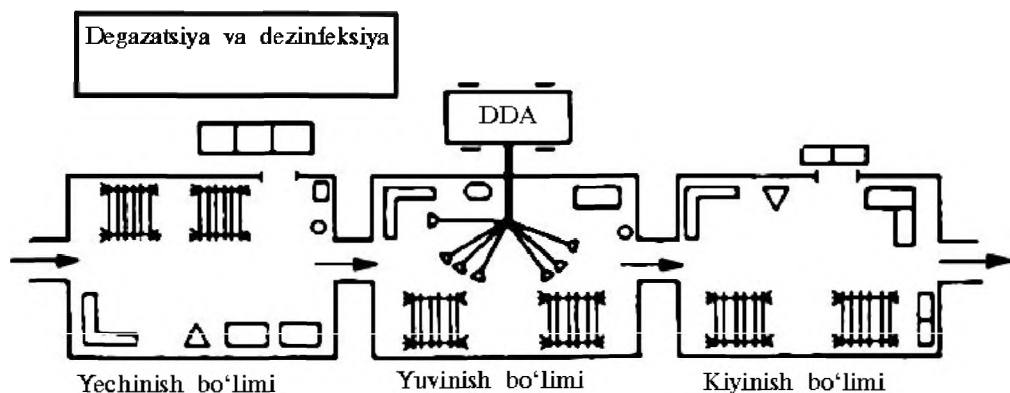 Degazatsiya va dezinfeksiya
DDA
Yechinish bo‘limi
Yuvinish bo‘limi
Kiyinish bo‘limi